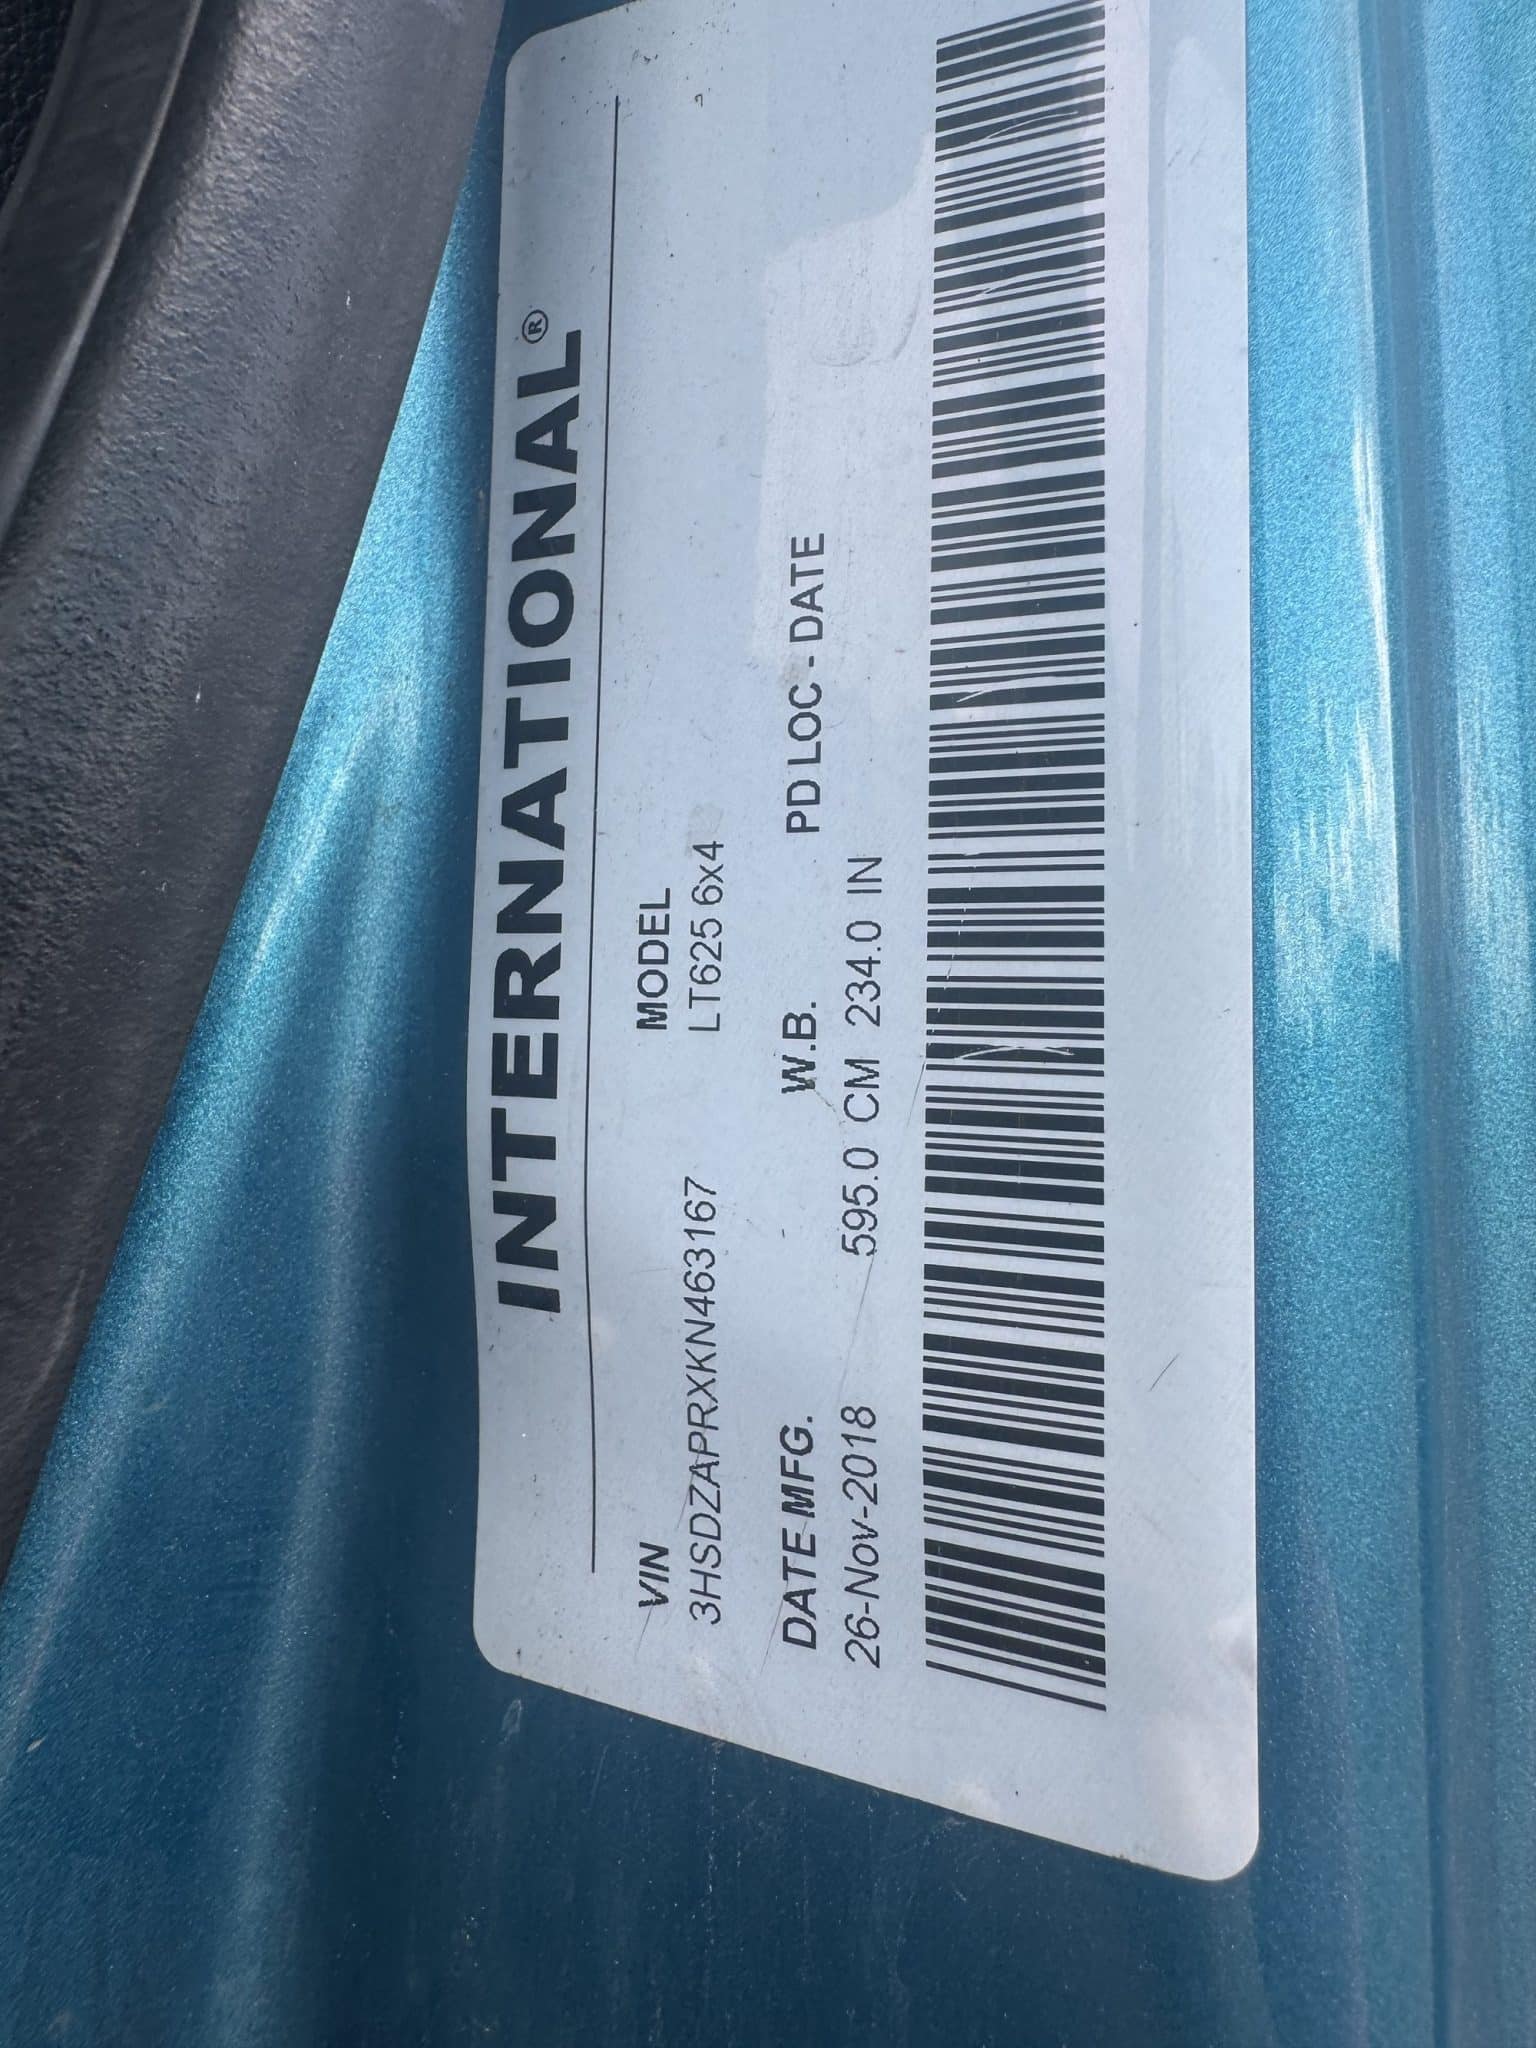 INTERNATIONAL®
VIN MODEL
3HSDZAPRXKN463167 LT625 6x4
DATE MFG. W.B. PD LOC - DATE
26-Nov-2018 595.0 CM 234.0 IN